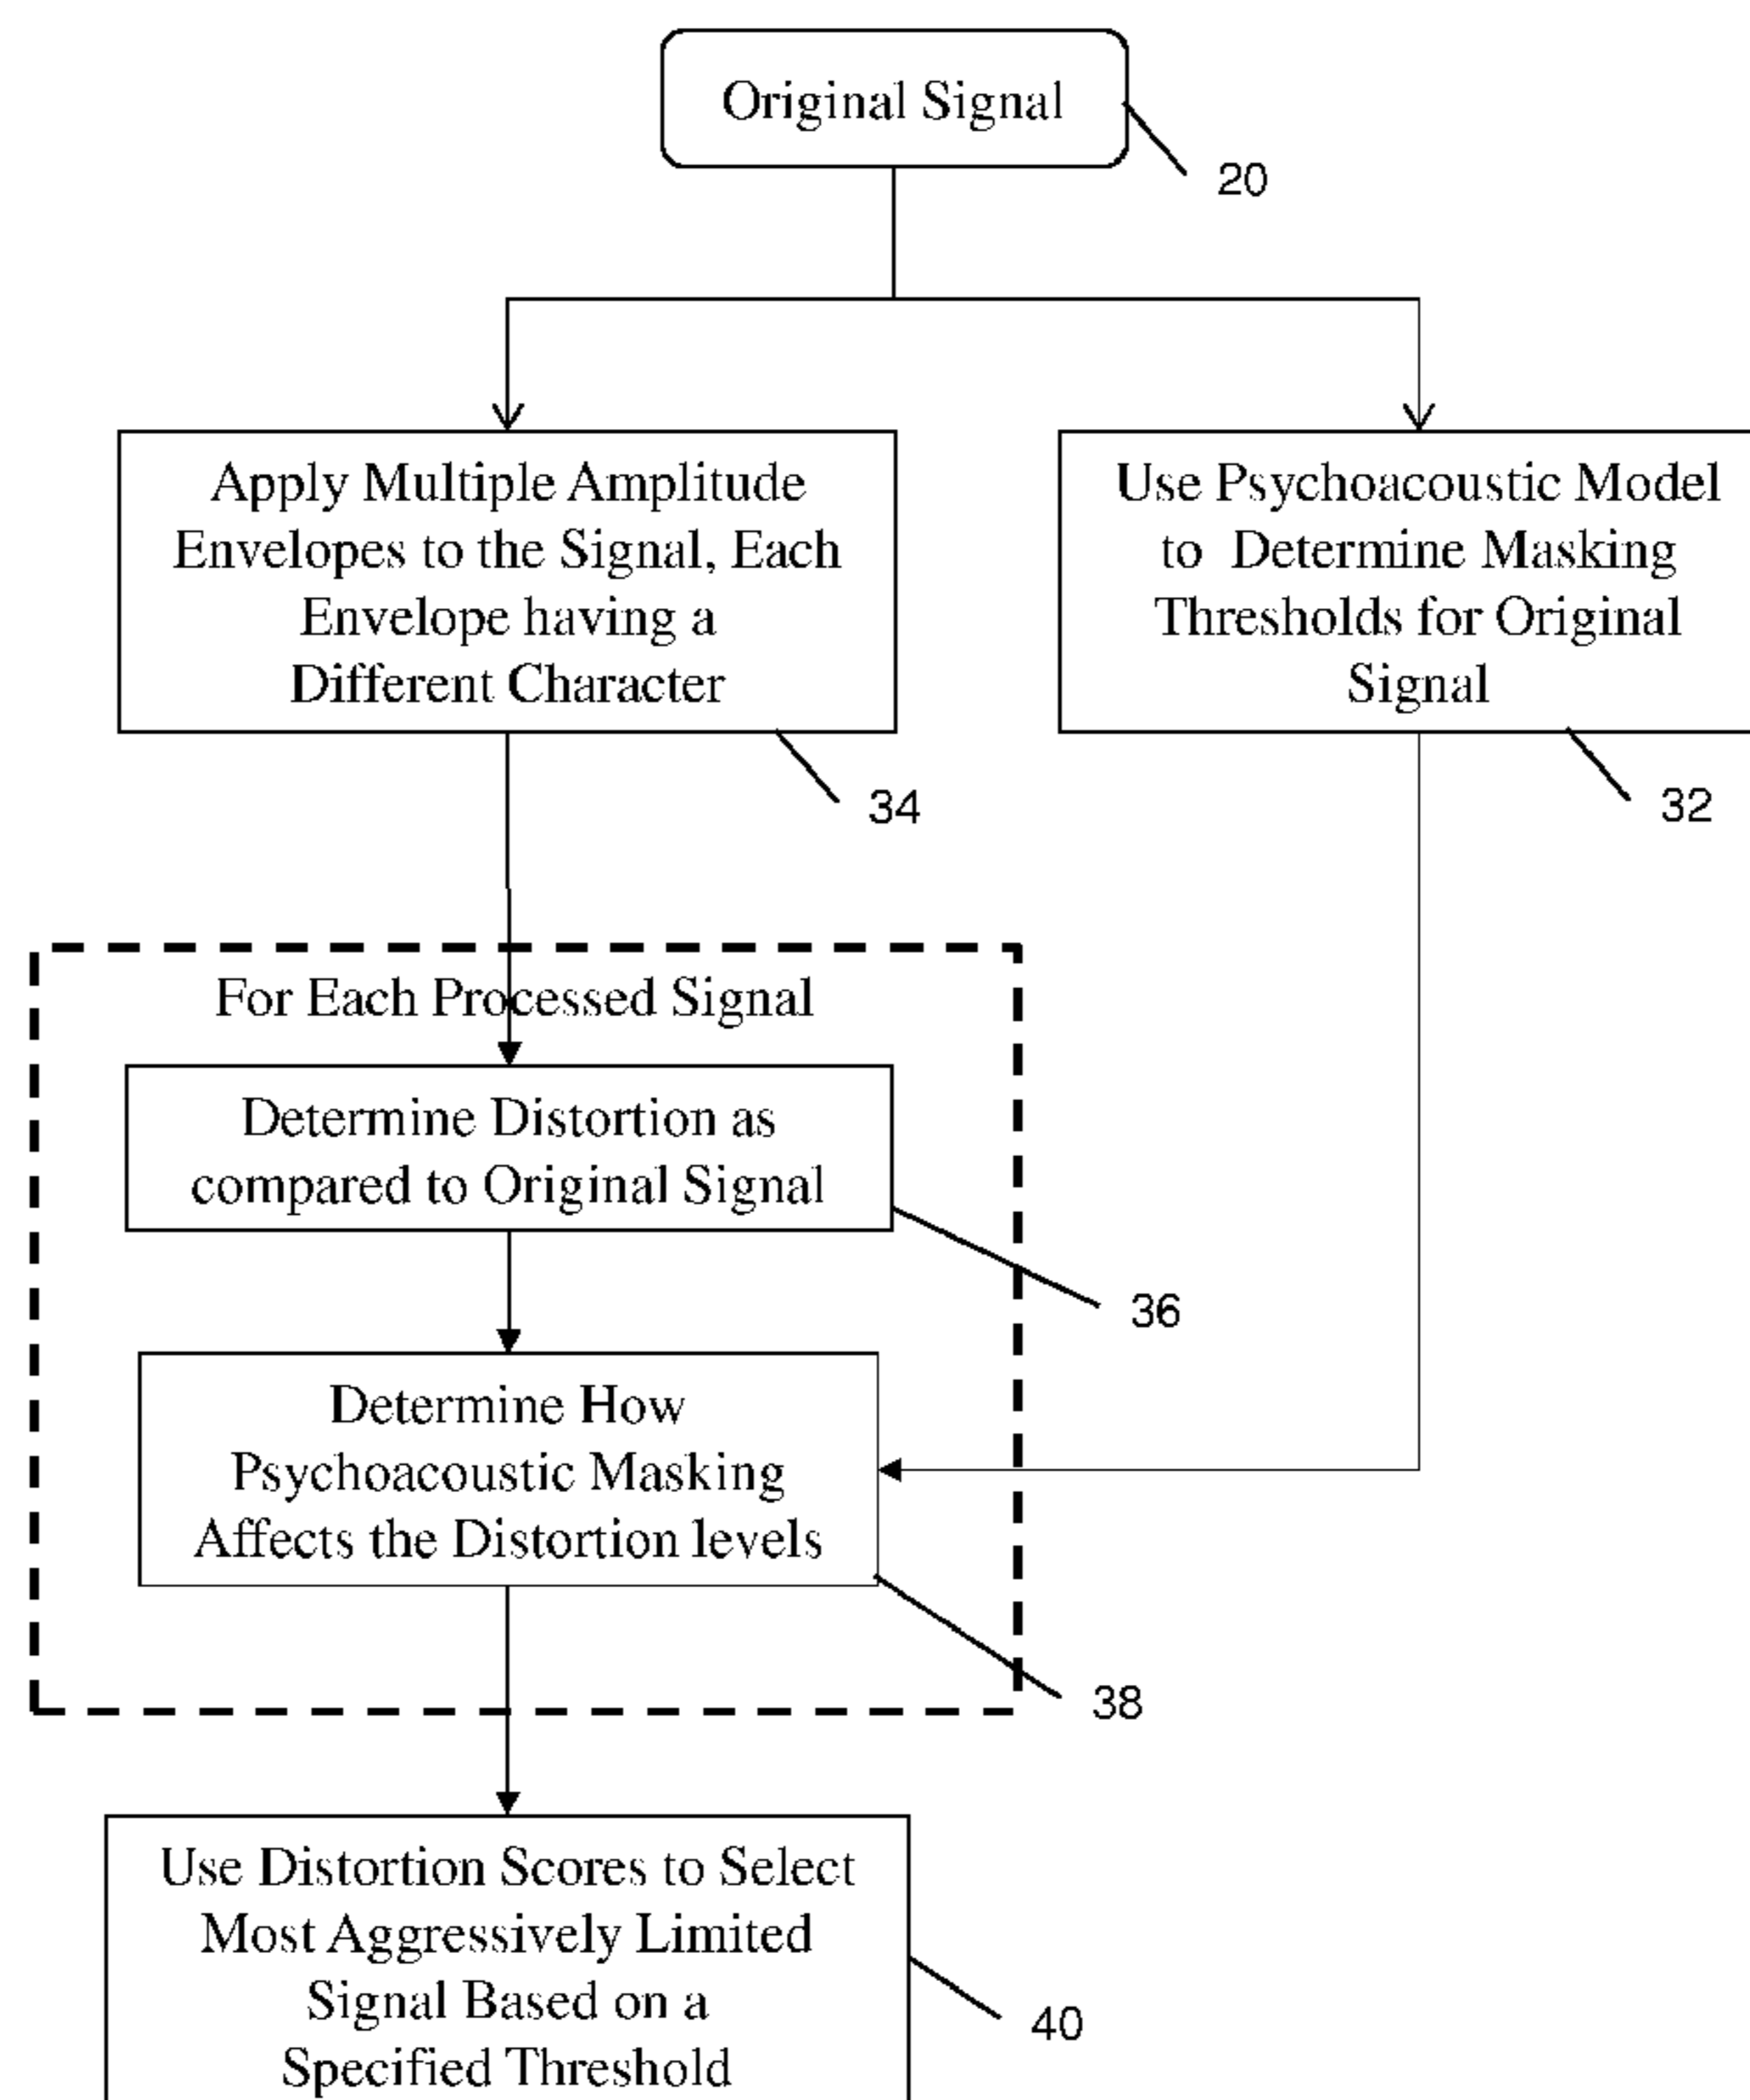 Original Signal
20
Apply Multiple Amplitude
Envelopes to the Signal, Each
Envelope having a
Different Character
34
Use Psychoacoustic Model
to Determine Masking
Thresholds for Original
Signal
32
For Each Processed Signal
Determine Distortion as
compared to Original Signal
36
Determine How
Psychoacoustic Masking
Affects the Distortion levels
38
Use Distortion Scores to Select
Most Aggressively Limited
Signal Based on a
Specified Threshold
40